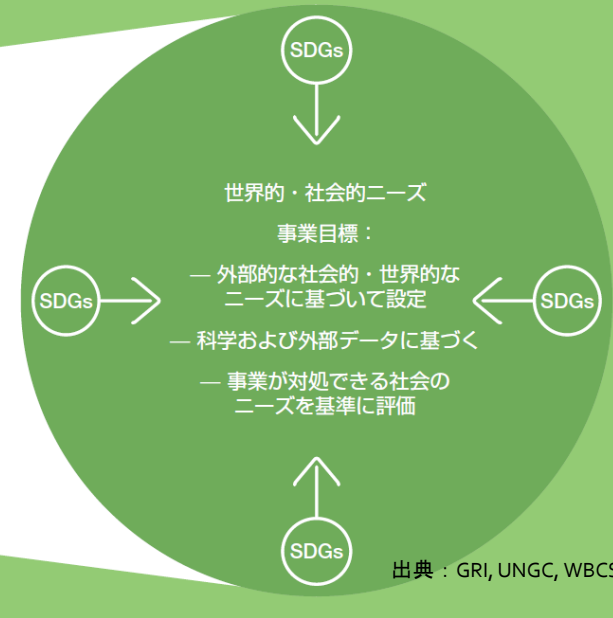 SDGs
世界的・社会的ニーズ
事業目標：
― 外部的な社会的・世界的な
ニーズに基づいて設定
SDGs
SDGs
― 科学および外部データに基づく
― 事業が対処できる社会の
ニーズを基準に評価
SDGs
出典：GRI, UNGC, WBCS